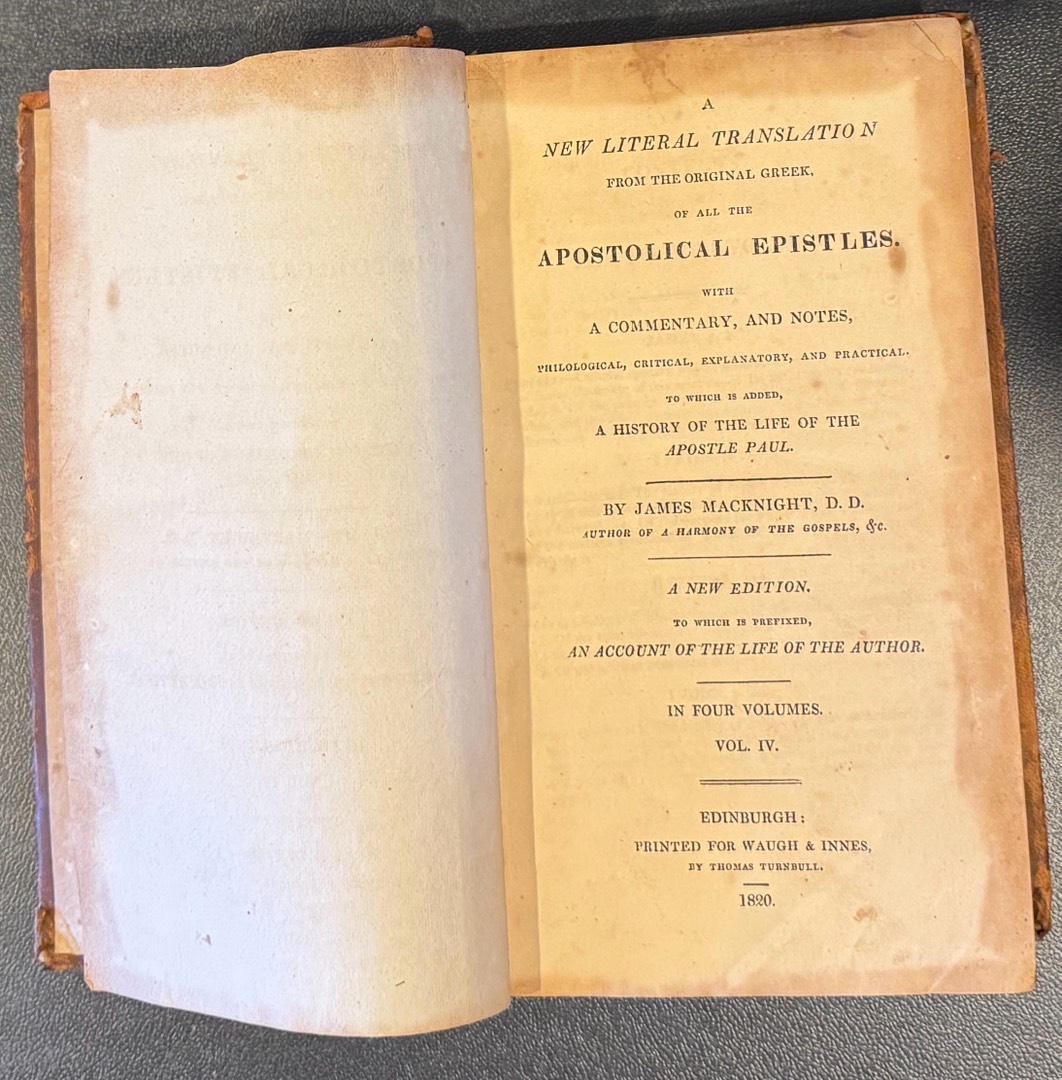 A
NEW LITERAL TRANSLATION
FROM THE ORIGINAL GREEK,
OF ALL THE
APOSTOLICAL EPISTLES.
WITH
A COMMENTARY, AND NOTES,
PHILOLOGICAL, CRITICAL, EXPLANATORY, AND PRACTICAL.
TO WHICH IS ADDED,
A HISTORY OF THE LIFE OF THE
APOSTLE PAUL.
BY JAMES MACKNIGHT, D. D.
AUTHOR OF A HARMONY OF THE GOSPELS, &c.
A NEW EDITION.
TO WHICH IS PREFIXED,
AN ACCOUNT OF THE LIFE OF THE AUTHOR.
IN FOUR VOLUMES.
VOL. IV.
EDINBURGH:
PRINTED FOR WAUGH & INNES,
BY THOMAS TURNBULL.
1820.